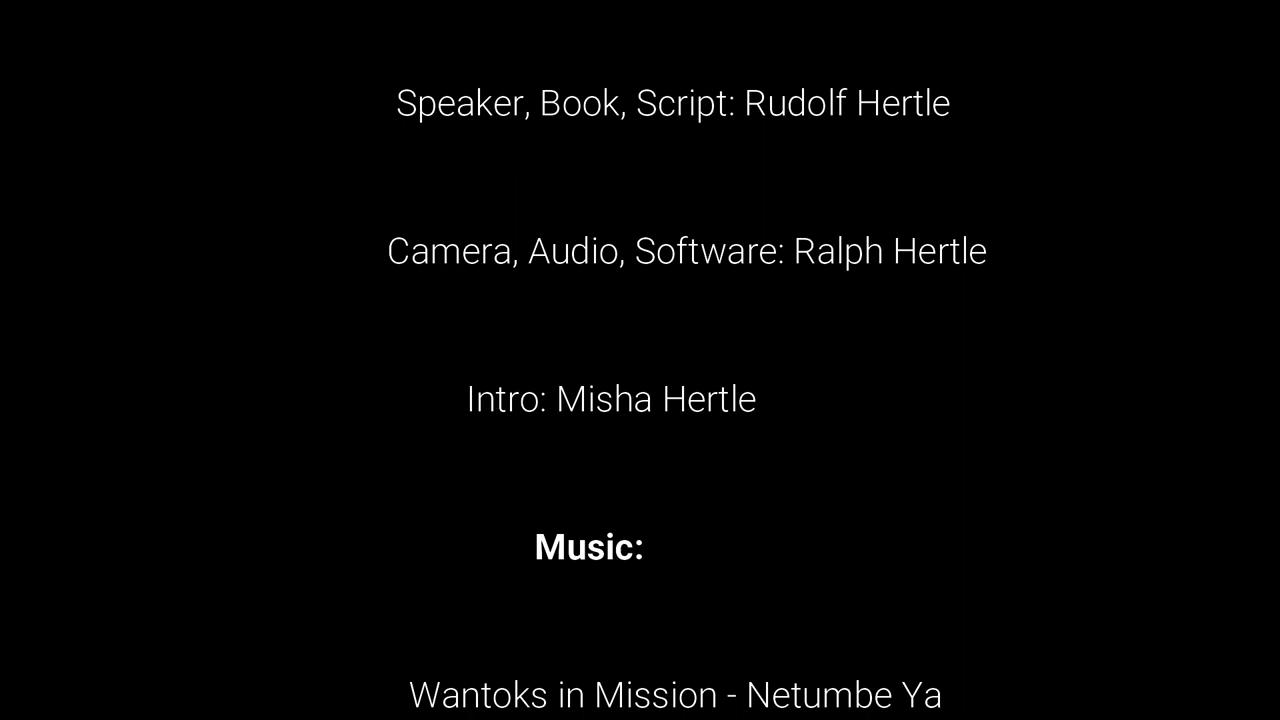 Speaker, Book, Script: Rudolf Hertle
Camera, Audio, Software: Ralph Hertle
Intro: Misha Hertle
Music:
Wantoks in Mission - Netumbe Ya